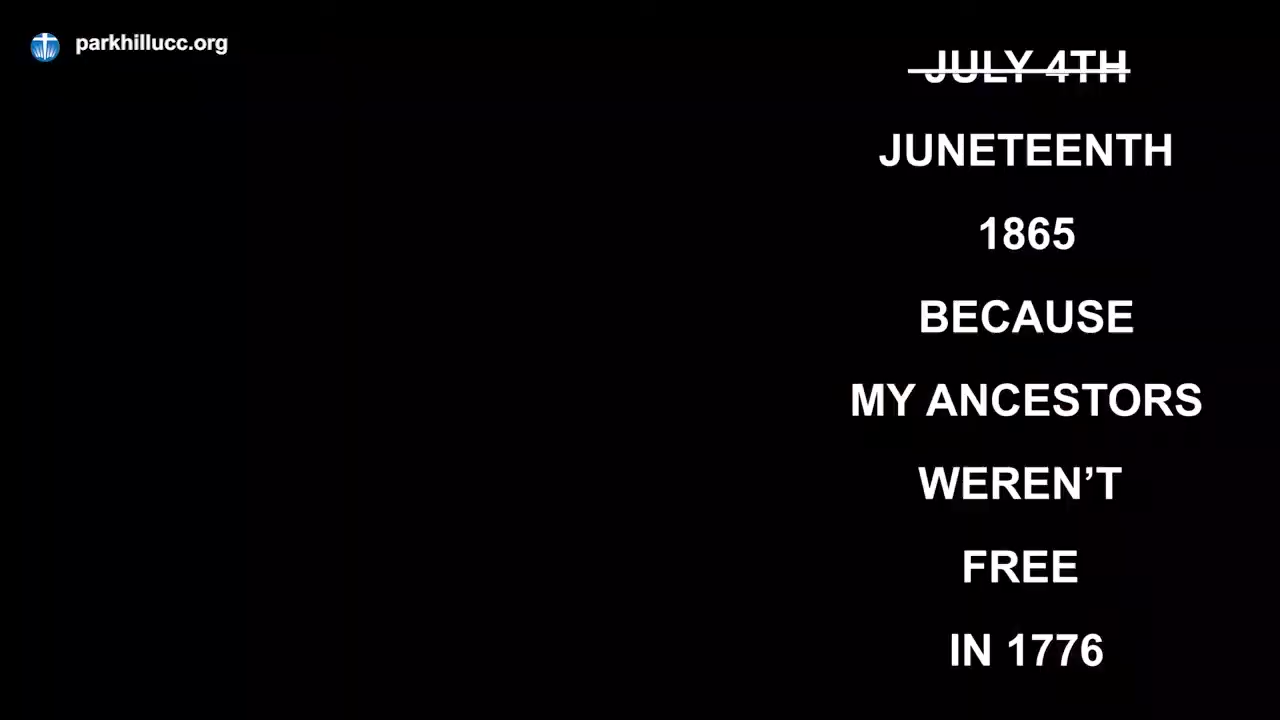 parkhillucc.org
JULY 4TH
JUNETEENTH
1865
BECAUSE
MY ANCESTORS
WEREN’T
FREE
IN 1776